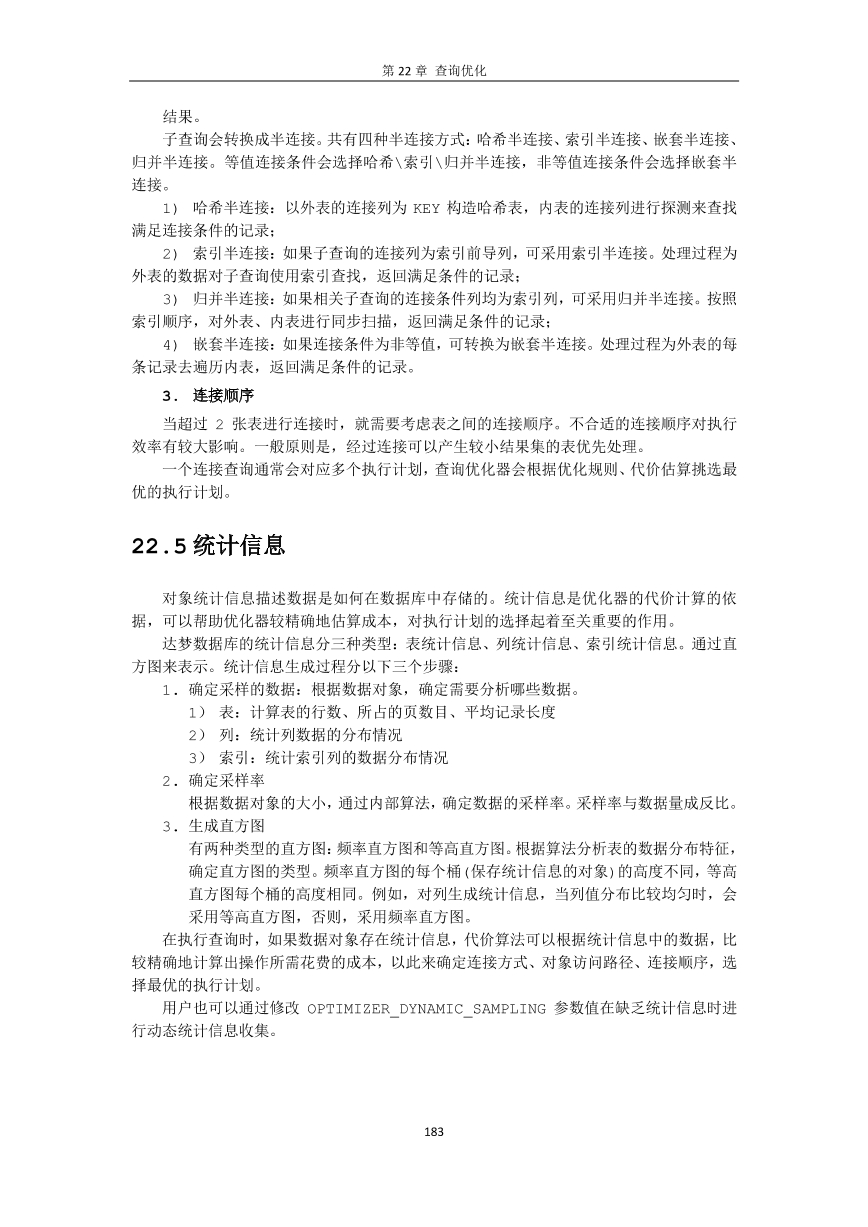 第 22 章 查询优化
结果。
子查询会转换成半连接。共有四种半连接方式：哈希半连接、索引半连接、嵌套半连接、
归并半连接。等值连接条件会选择哈希\索引\归并半连接，非等值连接条件会选择嵌套半
连接。
1) 哈希半连接：以外表的连接列为 KEY 构造哈希表，内表的连接列进行探测来查找
满足连接条件的记录；
2) 索引半连接：如果子查询的连接列为索引前导列，可采用索引半连接。处理过程为
外表的数据对子查询使用索引查找，返回满足条件的记录；
3) 归并半连接：如果相关子查询的连接条件列均为索引列，可采用归并半连接。按照
索引顺序，对外表、内表进行同步扫描，返回满足条件的记录；
4) 嵌套半连接：如果连接条件为非等值，可转换为嵌套半连接。处理过程为外表的每
条记录去遍历内表，返回满足条件的记录。
3. 连接顺序
当超过 2 张表进行连接时，就需要考虑表之间的连接顺序。不合适的连接顺序对执行
效率有较大影响。一般原则是，经过连接可以产生较小结果集的表优先处理。
一个连接查询通常会对应多个执行计划，查询优化器会根据优化规则、代价估算挑选最
优的执行计划。
22.5 统计信息
对象统计信息描述数据是如何在数据库中存储的。统计信息是优化器的代价计算的依
据，可以帮助优化器较精确地估算成本，对执行计划的选择起着至关重要的作用。
达梦数据库的统计信息分三种类型：表统计信息、列统计信息、索引统计信息。通过直
方图来表示。统计信息生成过程分以下三个步骤：
1.确定采样的数据：根据数据对象，确定需要分析哪些数据。
1） 表：计算表的行数、所占的页数目、平均记录长度
2） 列：统计列数据的分布情况
3） 索引：统计索引列的数据分布情况
2.确定采样率
根据数据对象的大小，通过内部算法，确定数据的采样率。采样率与数据量成反比。
3.生成直方图
有两种类型的直方图：频率直方图和等高直方图。根据算法分析表的数据分布特征，
确定直方图的类型。频率直方图的每个桶(保存统计信息的对象)的高度不同，等高
直方图每个桶的高度相同。例如，对列生成统计信息，当列值分布比较均匀时，会
采用等高直方图，否则，采用频率直方图。
在执行查询时，如果数据对象存在统计信息，代价算法可以根据统计信息中的数据，比
较精确地计算出操作所需花费的成本，以此来确定连接方式、对象访问路径、连接顺序，选
择最优的执行计划。
用户也可以通过修改 OPTIMIZER_DYNAMIC_SAMPLING 参数值在缺乏统计信息时进
行动态统计信息收集。
183